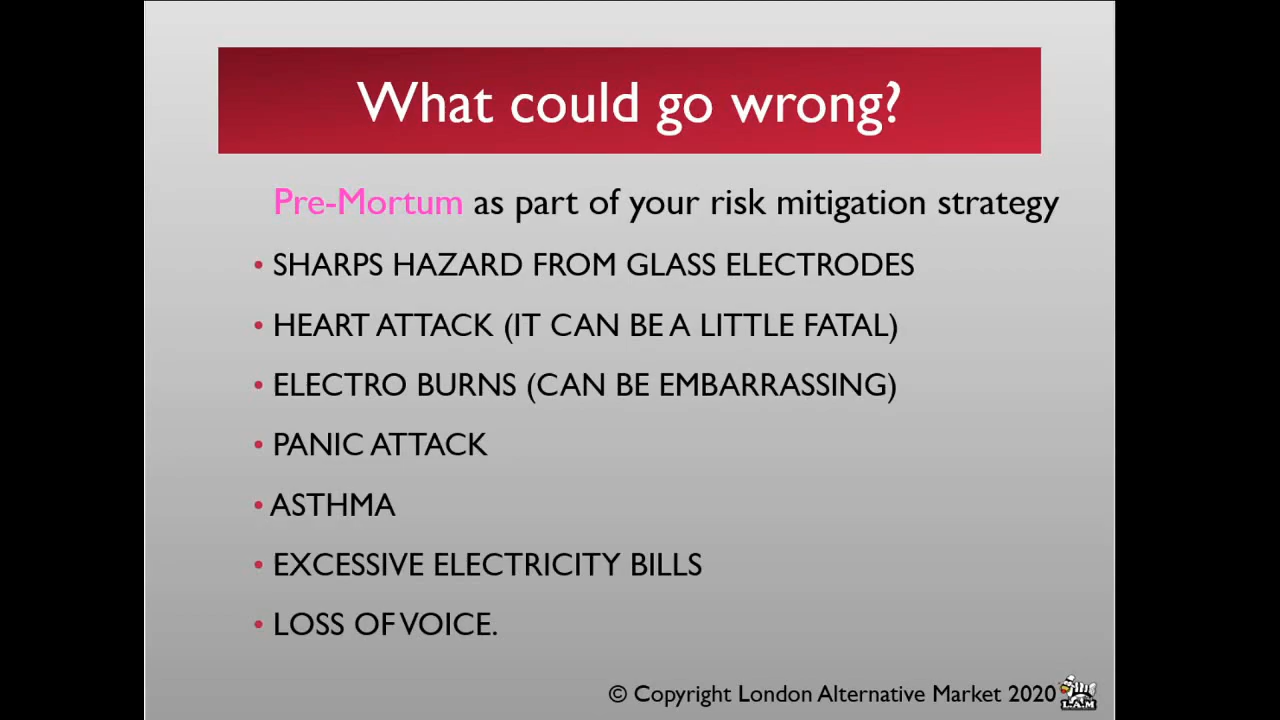 What could go wrong?
Pre-Mortum as part of your risk mitigation strategy
• SHARPS HAZARD FROM GLASS ELECTRODES
• HEART ATTACK (IT CAN BE A LITTLE FATAL)
• ELECTRO BURNS (CAN BE EMBARRASSING)
• PANIC ATTACK
• ASTHMA
• EXCESSIVE ELECTRICITY BILLS
• LOSS OF VOICE.
© Copyright London Alternative Market 2020
L.A.M